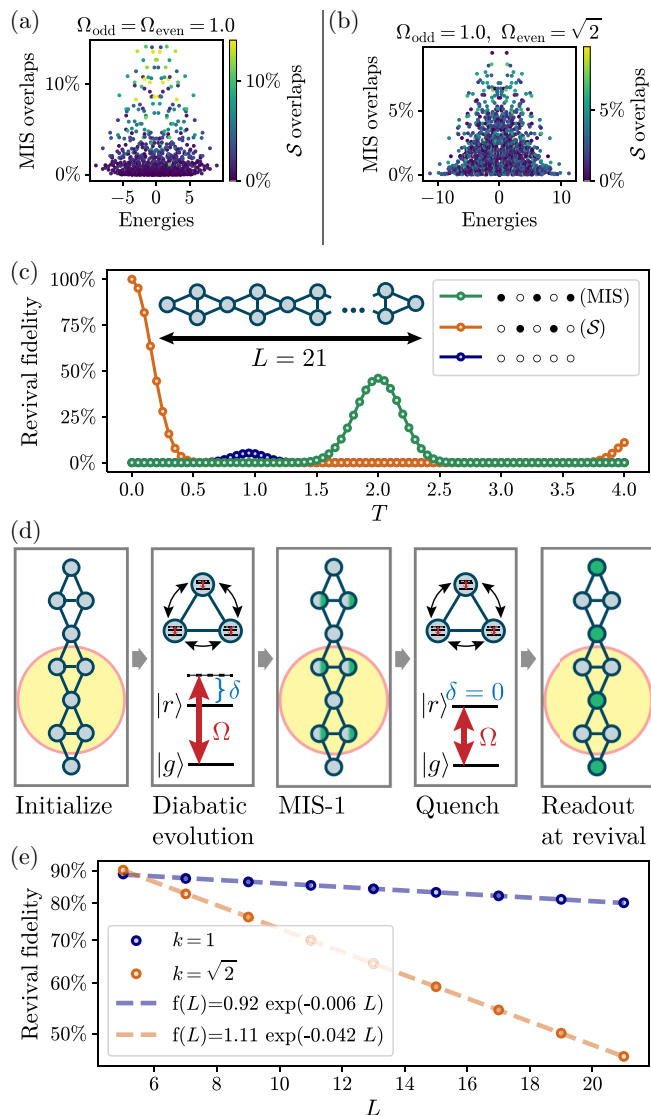 (a)
Ω_odd = Ω_even = 1.0
MIS overlaps
10%
0%
−5 0 5
Energies
10%
0%
𝒮 overlaps
(b)
Ω_odd = 1.0, Ω_even = √2
MIS overlaps
5%
0%
−10 0 10
Energies
5%
0%
𝒮 overlaps
(c)
Revival fidelity
100%
75%
50%
25%
0%
L = 21
(MIS)
(𝒮)
0.0 0.5 1.0 1.5 2.0 2.5 3.0 3.5 4.0
T
(d)
} δ
|r⟩
Ω
|g⟩
δ = 0
|r⟩
Ω
|g⟩
Initialize
Diabatic
evolution
MIS-1
Quench
Readout
at revival
(e)
Revival fidelity
90%
80%
70%
60%
50%
k = 1
k = √2
f(L)=0.92 exp(-0.006 L)
f(L)=1.11 exp(-0.042 L)
6 8 10 12 14 16 18 20
L